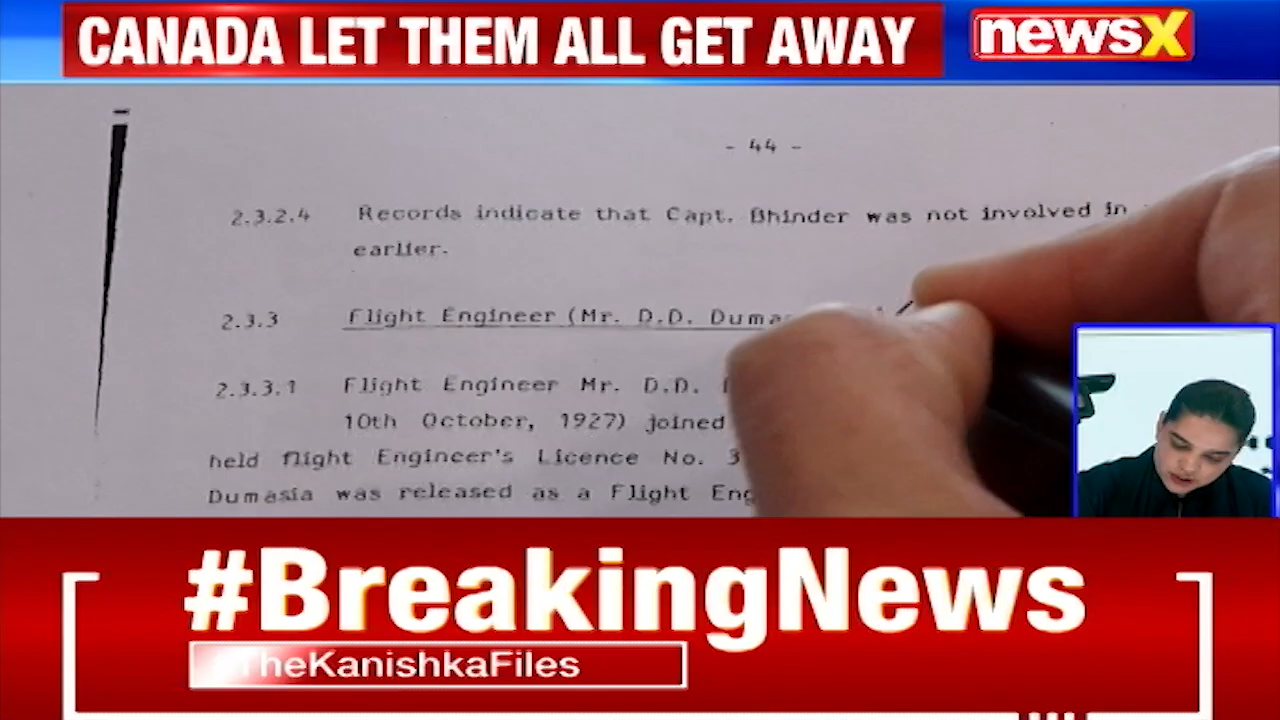 CANADA LET THEM ALL GET AWAY
newsX
- 44 -
2.3.2.4 Records indicate that Capt. Bhinder was not involved in
earlier.
2.3.3 Flight Engineer (Mr. D.D.
2.3.3.1 Flight Engineer Mr. D.D.
10th October, 1927) joined
held flight Engineer's Licence No. 3
Dumasia was released as a Flight
#BreakingNews
#TheKanishkaFiles